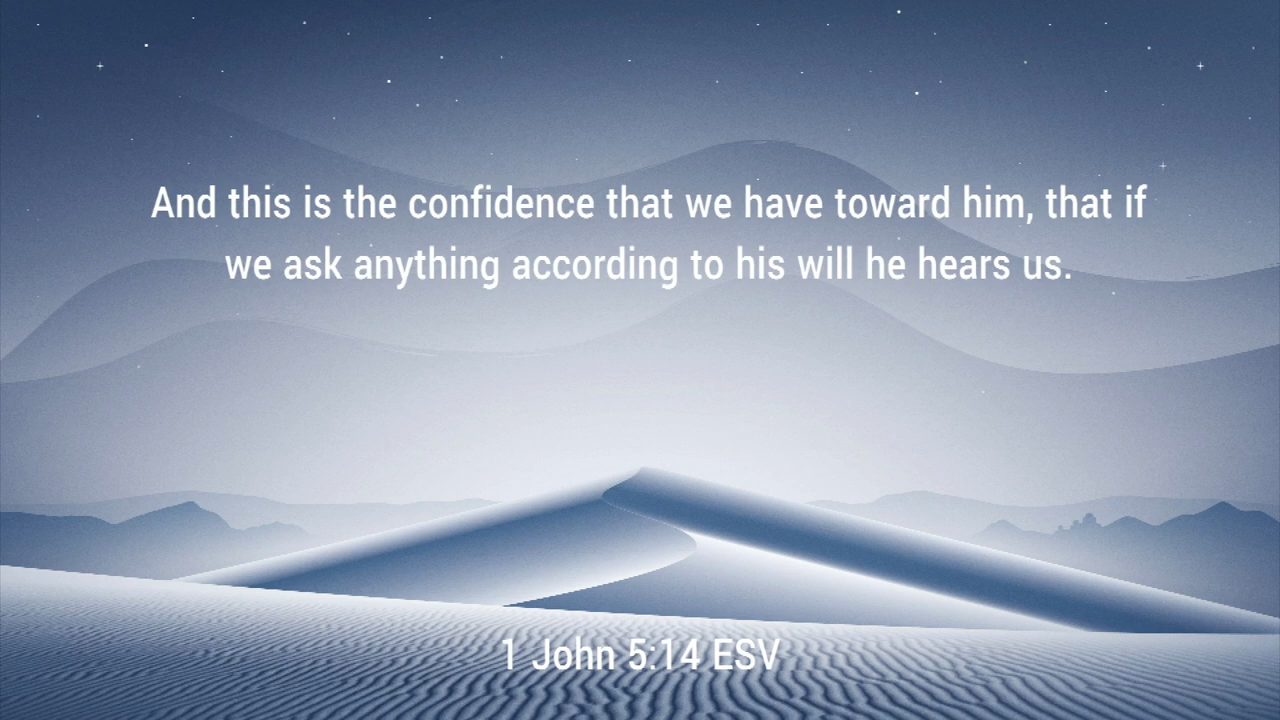 And this is the confidence that we have toward him, that if
we ask anything according to his will he hears us.
1 John 5:14 ESV